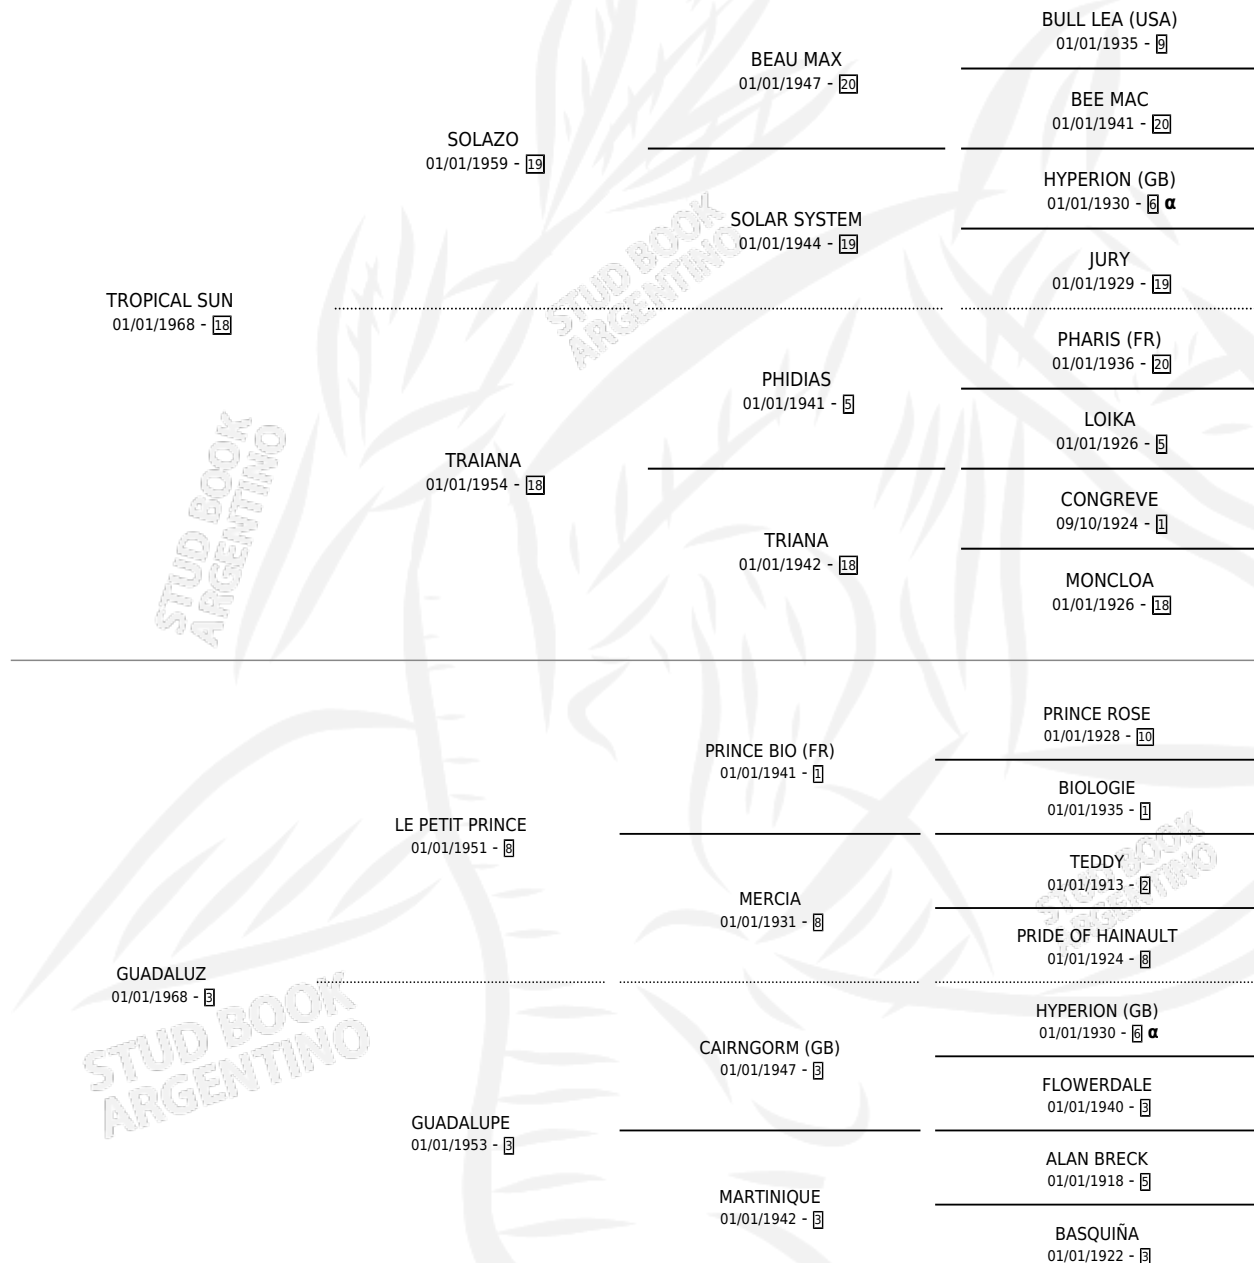 BULL LEA (USA)
01/01/1935 - 9
BEAU MAX
01/01/1947 - 20
BEE MAC
01/01/1941 - 20
SOLAZO
01/01/1959 - 19
HYPERION (GB)
01/01/1930 - 6 α
SOLAR SYSTEM
01/01/1944 - 19
JURY
01/01/1929 - 19
TROPICAL SUN
01/01/1968 - 18
PHARIS (FR)
01/01/1936 - 20
PHIDIAS
01/01/1941 - 5
LOIKA
01/01/1926 - 5
TRAIANA
01/01/1954 - 18
CONGREVE
09/10/1924 - 1
TRIANA
01/01/1942 - 18
MONCLOA
01/01/1926 - 18
PRINCE ROSE
01/01/1928 - 10
PRINCE BIO (FR)
01/01/1941 - 1
BIOLOGIE
01/01/1935 - 1
LE PETIT PRINCE
01/01/1951 - 8
TEDDY
01/01/1913 - 2
MERCIA
01/01/1931 - 8
PRIDE OF HAINAULT
01/01/1924 - 8
GUADALUZ
01/01/1968 - 3
HYPERION (GB)
01/01/1930 - 6 α
CAIRNGORM (GB)
01/01/1947 - 3
FLOWERDALE
01/01/1940 - 3
GUADALUPE
01/01/1953 - 3
ALAN BRECK
01/01/1918 - 5
MARTINIQUE
01/01/1942 - 3
BASQUIÑA
01/01/1922 - 3
STUD BOOK
ARGENTINO
STUD BOOK
ARGENTINO
STUD BOOK
ARGENTINO
STUD BOOK
ARGENTINO